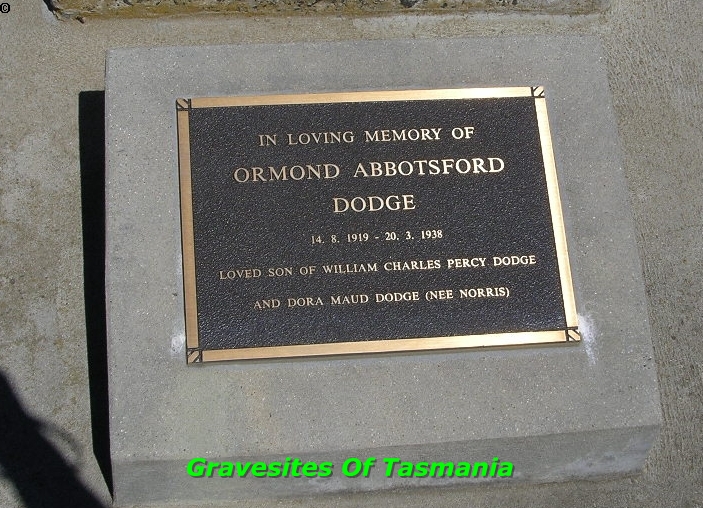 ©
IN LOVING MEMORY OF
ORMOND ABBOTSFORD
DODGE
14. 8. 1919 - 20. 3. 1938
LOVED SON OF WILLIAM CHARLES PERCY DODGE
AND DORA MAUD DODGE (NEE NORRIS)
Gravesites Of Tasmania